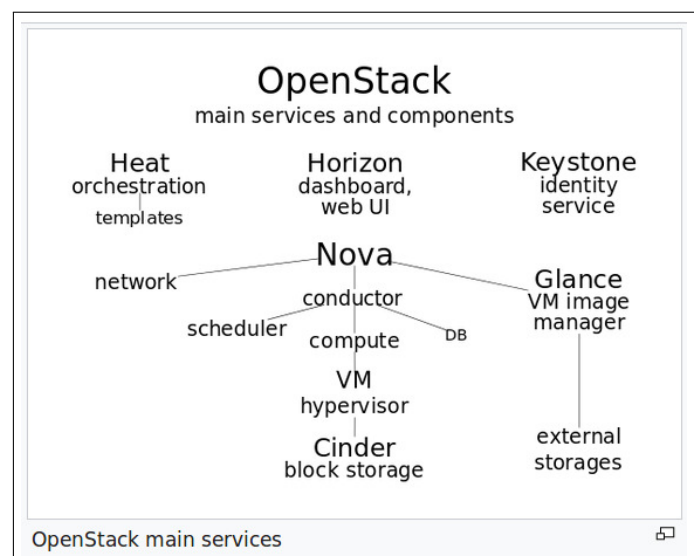 OpenStack
main services and components
Heat
orchestration
templates
Horizon
dashboard,
web UI
Keystone
identity
service
Nova
network
conductor
scheduler
compute
DB
VM
hypervisor
Cinder
block storage
Glance
VM image
manager
external
storages
OpenStack main services